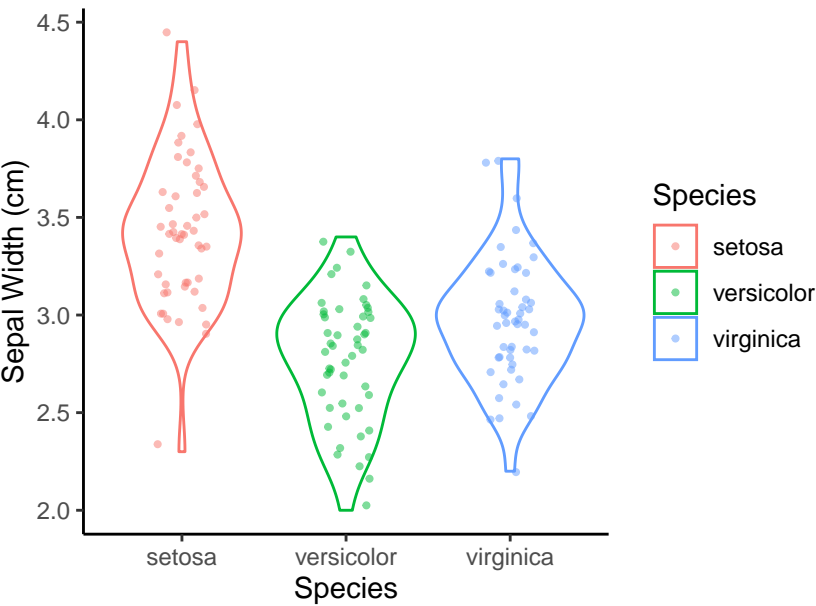 Sepal Width (cm)
4.5
4.0
3.5
3.0
2.5
2.0
setosa
versicolor
virginica
Species
Species
setosa
versicolor
virginica